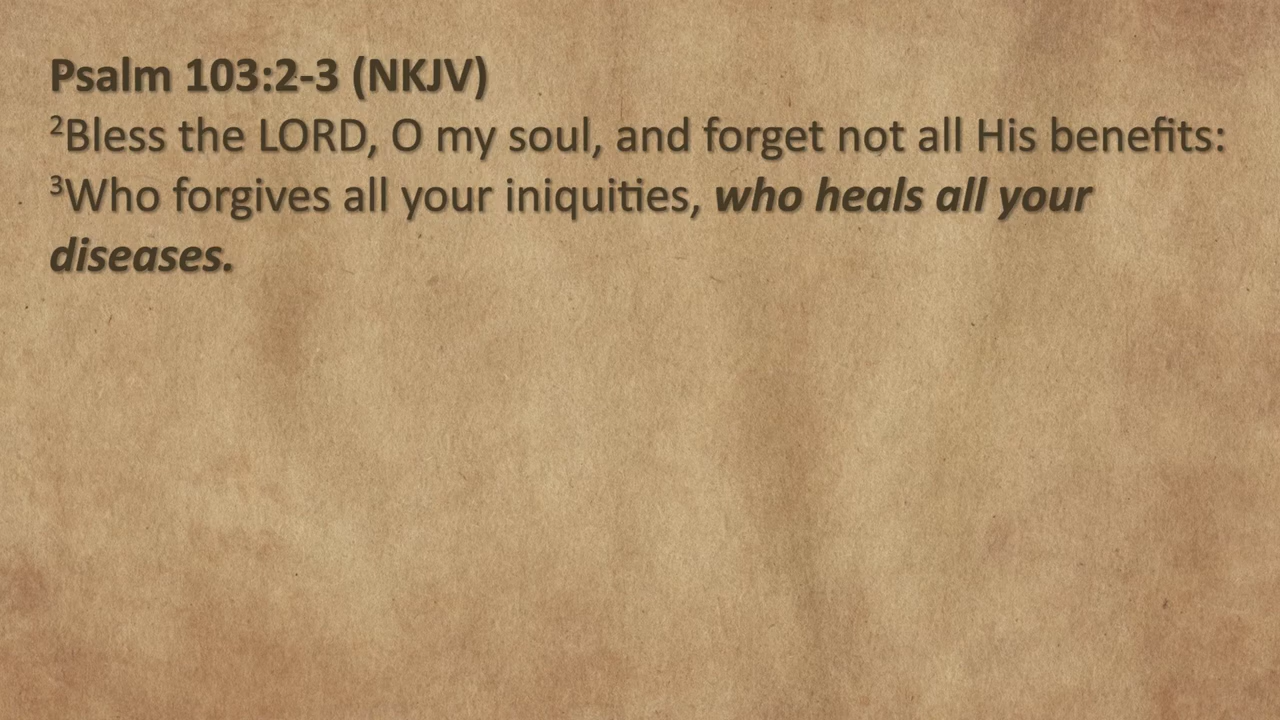 Psalm 103:2-3 (NKJV)
²Bless the LORD, O my soul, and forget not all His benefits:
³Who forgives all your iniquities, who heals all your
diseases.